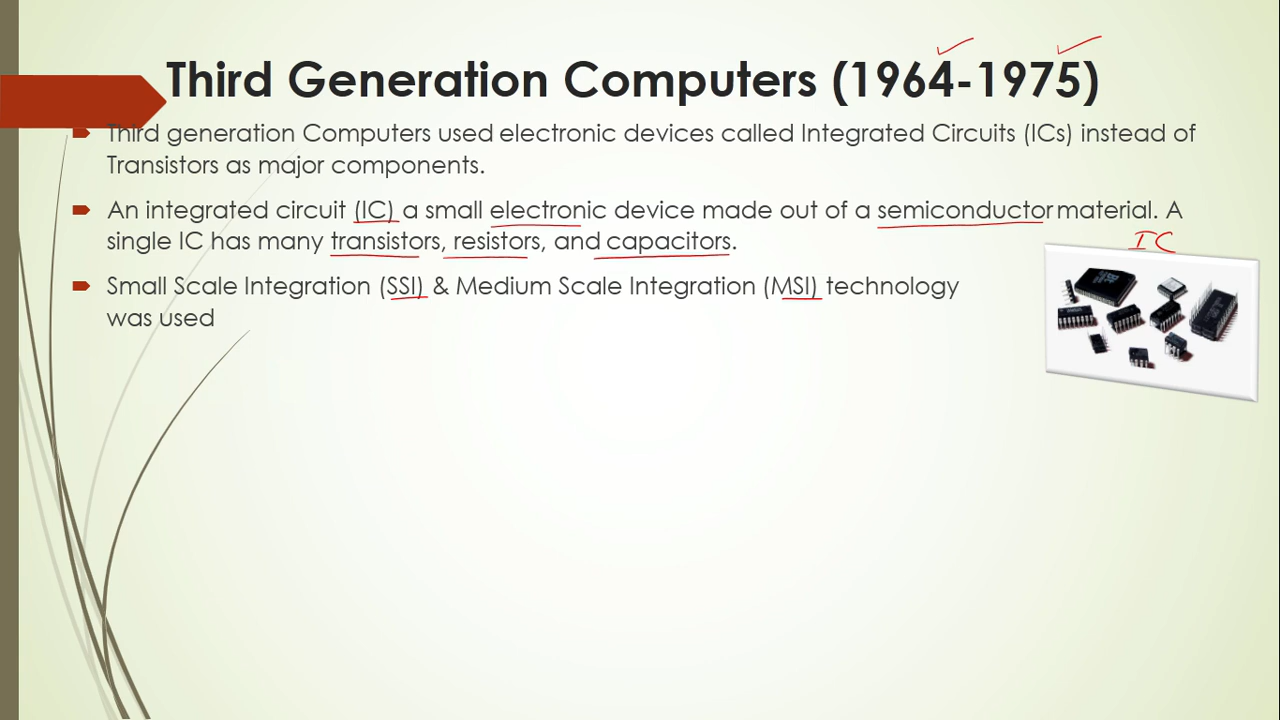 Third Generation Computers (1964-1975)
Third generation Computers used electronic devices called Integrated Circuits (ICs) instead of
Transistors as major components.
An integrated circuit (IC) a small electronic device made out of a semiconductor material. A
single IC has many transistors, resistors, and capacitors.
IC
Small Scale Integration (SSI) & Medium Scale Integration (MSI) technology
was used